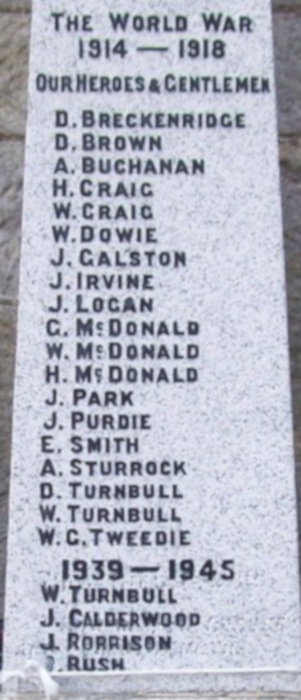 THE WORLD WAR
1914 — 1918
OUR HEROES & GENTLEMEN
D. BRECKENRIDGE
D. BROWN
A. BUCHANAN
H. CRAIG
W. CRAIG
W. DOWIE
J. GALSTON
J. IRVINE
J. LOGAN
G. McDONALD
W. McDONALD
H. McDONALD
J. PARK
J. PURDIE
E. SMITH
A. STURROCK
D. TURNBULL
W. TURNBULL
W. G. TWEEDIE
1939 — 1945
W. TURNBULL
J. CALDERWOOD
J. RORRISON
RUSH